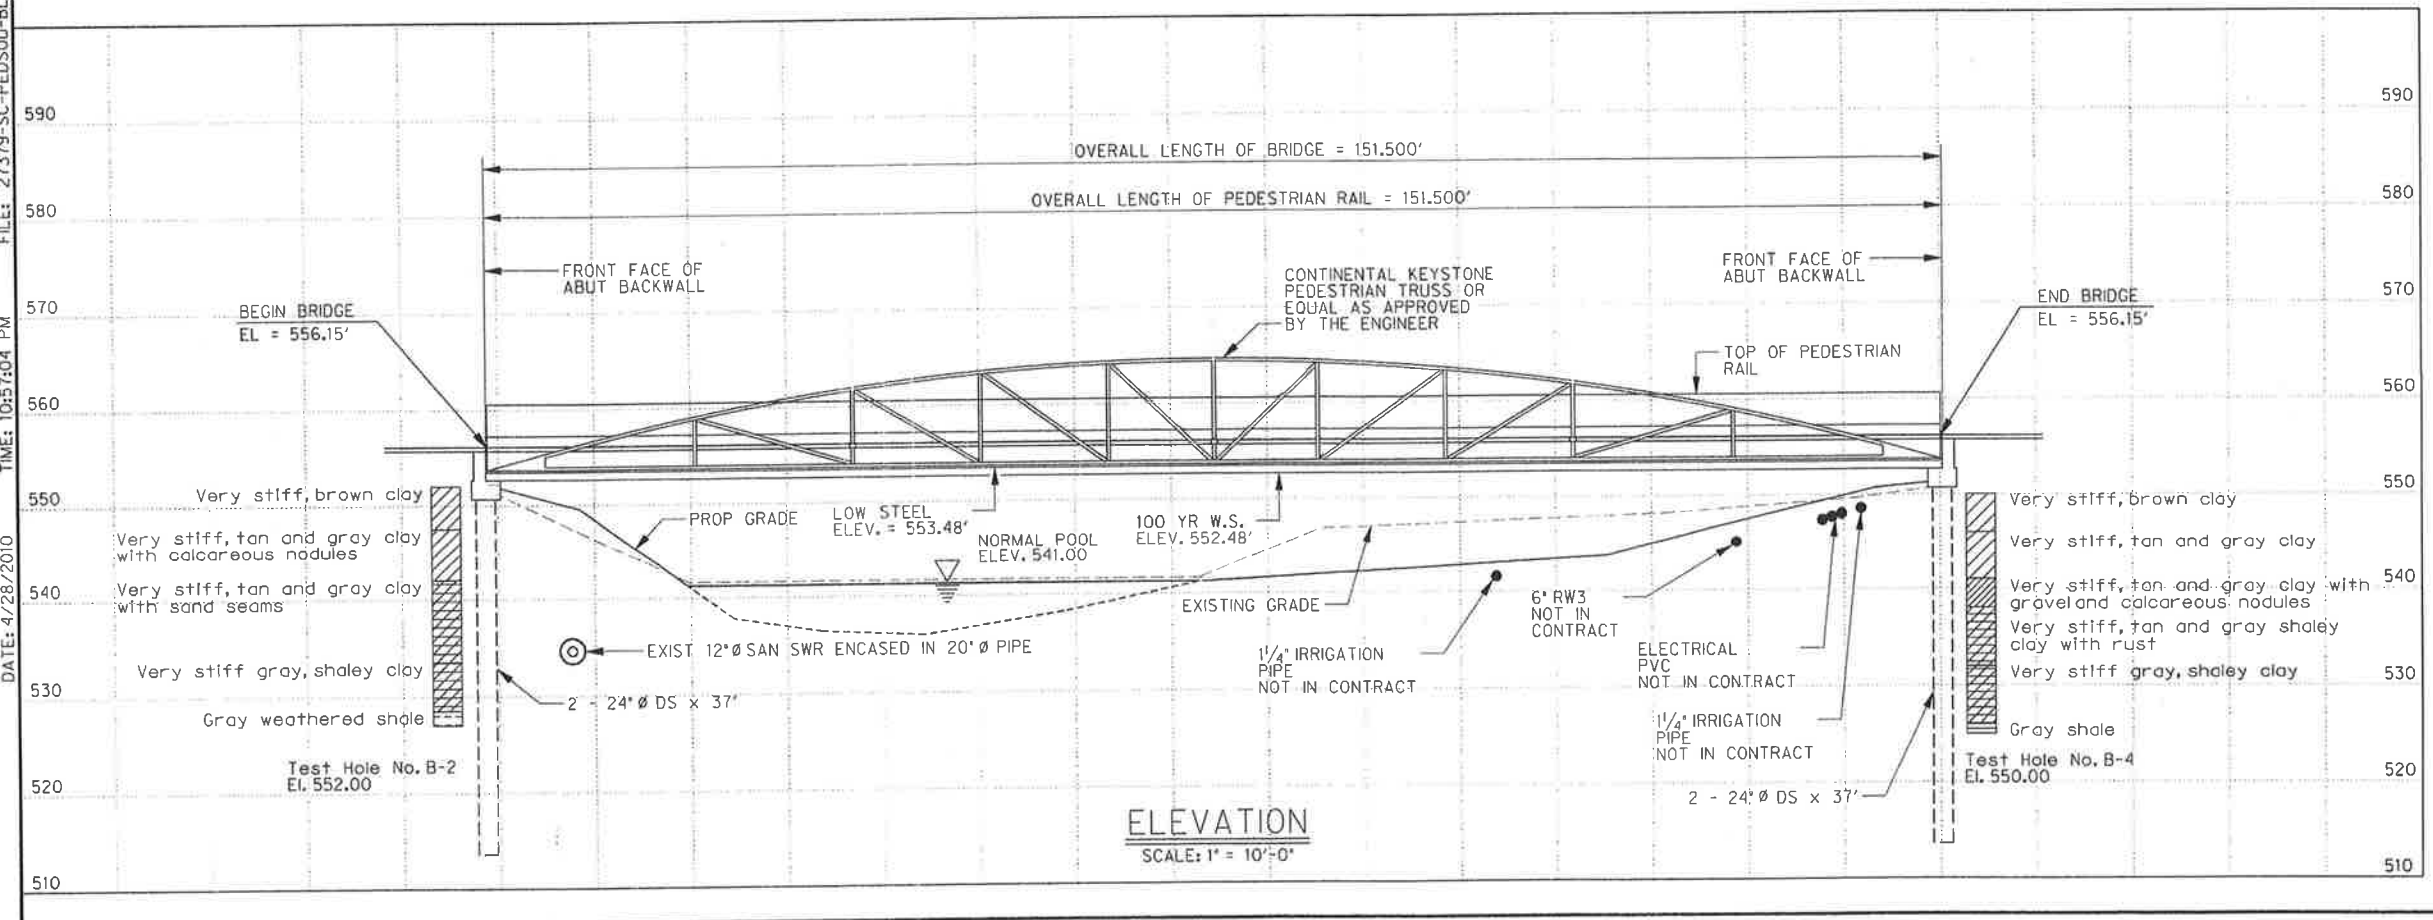 DATE: 4/28/2010 TIME: 10:57:04 PM FILE: 27379-SC-PEDSUD-
590
590
OVERALL LENGTH OF BRIDGE = 151.500'
OVERALL LENGTH OF PEDESTRIAN RAIL = 151.500'
580
580
FRONT FACE OF
ABUT BACKWALL
CONTINENTAL KEYSTONE
PEDESTRIAN TRUSS OR
EQUAL AS APPROVED
BY THE ENGINEER
FRONT FACE OF
ABUT BACKWALL
570
570
BEGIN BRIDGE
EL = 556.15'
END BRIDGE
EL = 556.15'
TOP OF PEDESTRIAN
RAIL
560
560
550
550
Very stiff, brown clay
Very stiff, tan and gray clay
with calcareous nodules
Very stiff, tan and gray clay
with sand seams
Very stiff gray, shaley clay
Gray weathered shale
Test Hole No. B-2
El. 552.00
PROP GRADE
LOW STEEL
ELEV. = 553.48'
NORMAL POOL
ELEV. 541.00
100 YR W.S.
ELEV. 552.48'
EXISTING GRADE
EXIST 12"Ø SAN SWR ENCASED IN 20"Ø PIPE
2 - 24"Ø DS x 37'
1 1/4" IRRIGATION
PIPE
NOT IN CONTRACT
6" RW3
NOT IN
CONTRACT
ELECTRICAL
PVC
NOT IN CONTRACT
1 1/4" IRRIGATION
PIPE
NOT IN CONTRACT
2 - 24"Ø DS x 37'
Very stiff, brown clay
Very stiff, tan and gray clay
Very stiff, tan and gray clay with
gravel and calcareous nodules
Very stiff, tan and gray shaley
clay with rust
Very stiff gray, shaley clay
Gray shale
Test Hole No. B-4
El. 550.00
540
540
530
530
520
520
510
510
ELEVATION
SCALE: 1" = 10'-0"